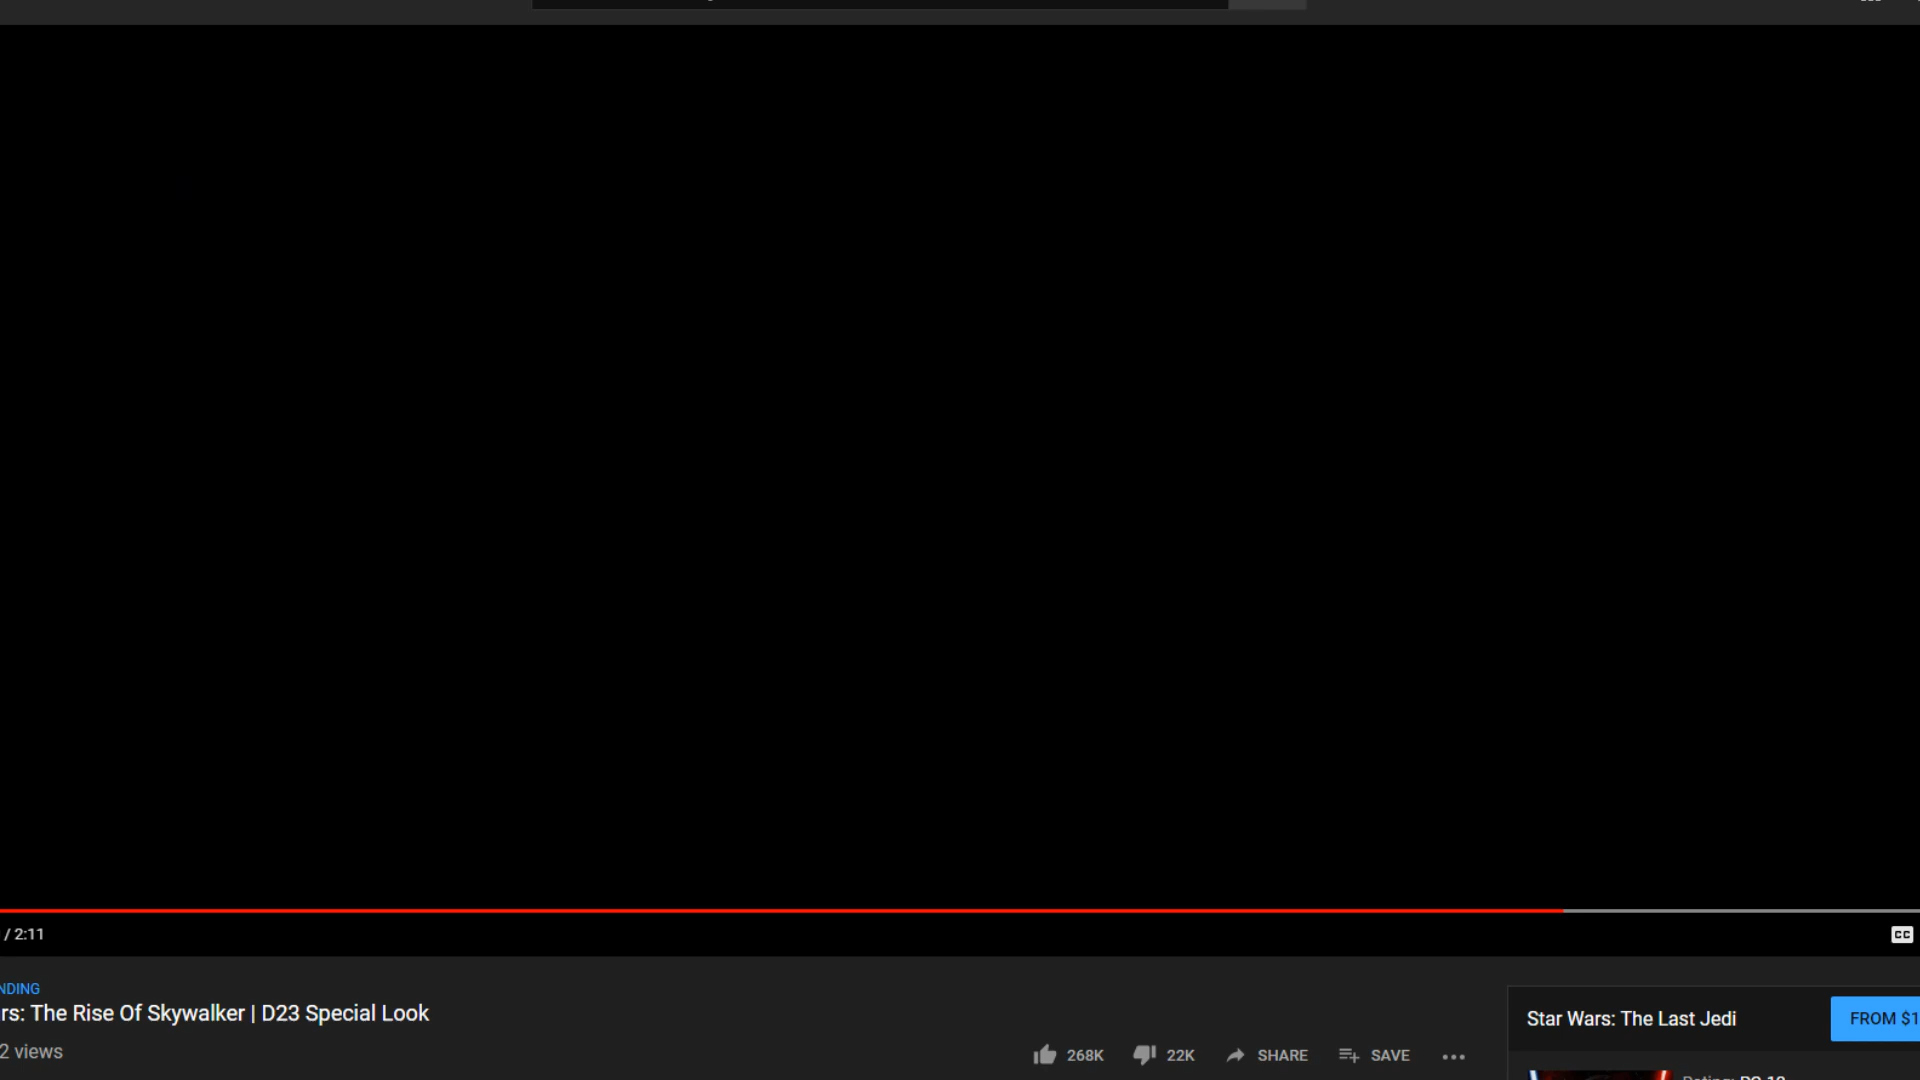 / 2:11
CC
NDING
rs: The Rise Of Skywalker | D23 Special Look
2 views
268K
22K
SHARE
SAVE
Star Wars: The Last Jedi
FROM $1